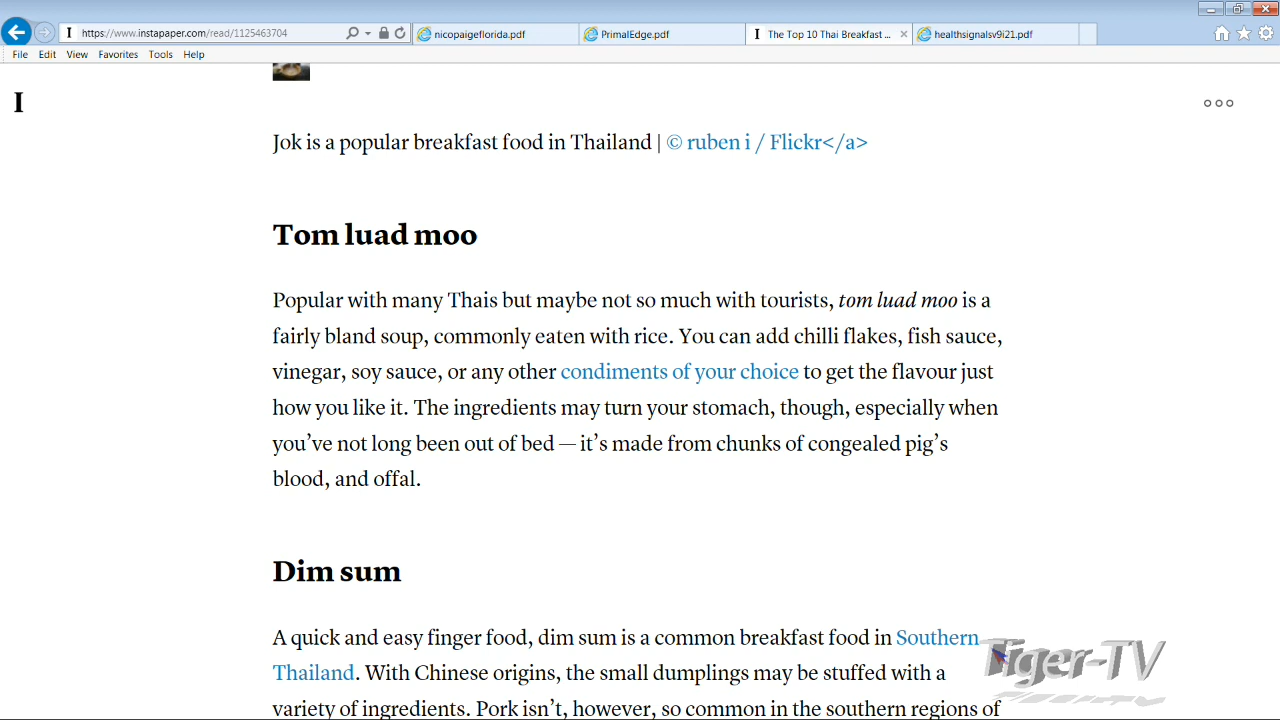 https://www.instapaper.com/read/1125463704
nicopaigeflorida.pdf
PrimalEdge.pdf
The Top 10 Thai Breakfast ...
healthsignalsv9i21.pdf
File Edit View Favorites Tools Help
I
Jok is a popular breakfast food in Thailand | © ruben i / Flickr</a>
Tom luad moo
Popular with many Thais but maybe not so much with tourists, tom luad moo is a
fairly bland soup, commonly eaten with rice. You can add chilli flakes, fish sauce,
vinegar, soy sauce, or any other condiments of your choice to get the flavour just
how you like it. The ingredients may turn your stomach, though, especially when
you’ve not long been out of bed — it’s made from chunks of congealed pig’s
blood, and offal.
Dim sum
A quick and easy finger food, dim sum is a common breakfast food in Southern
Thailand. With Chinese origins, the small dumplings may be stuffed with a
variety of ingredients. Pork isn’t, however, so common in the southern regions of
Tiger-TV